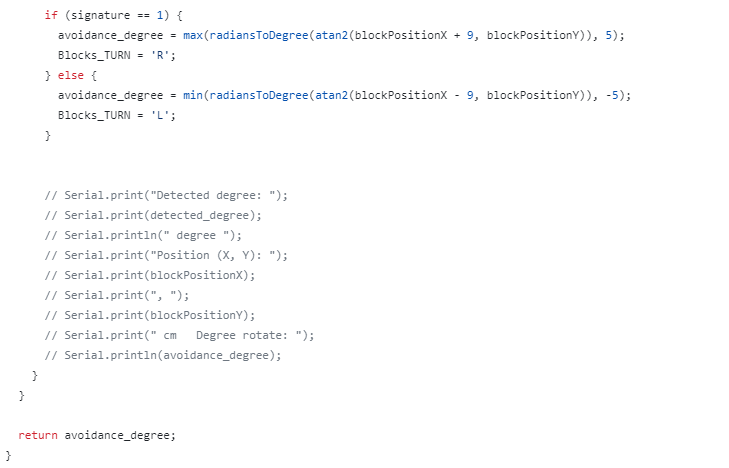 if (signature == 1) {
avoidance_degree = max(radiansToDegree(atan2(blockPositionX + 9, blockPositionY)), 5);
Blocks_TURN = 'R';
} else {
avoidance_degree = min(radiansToDegree(atan2(blockPositionX - 9, blockPositionY)), -5);
Blocks_TURN = 'L';
}
// Serial.print("Detected degree: ");
// Serial.print(detected_degree);
// Serial.println(" degree ");
// Serial.print("Position (X, Y): ");
// Serial.print(blockPositionX);
// Serial.print(", ");
// Serial.print(blockPositionY);
// Serial.print(" cm   Degree rotate: ");
// Serial.println(avoidance_degree);
}
}
return avoidance_degree;
}